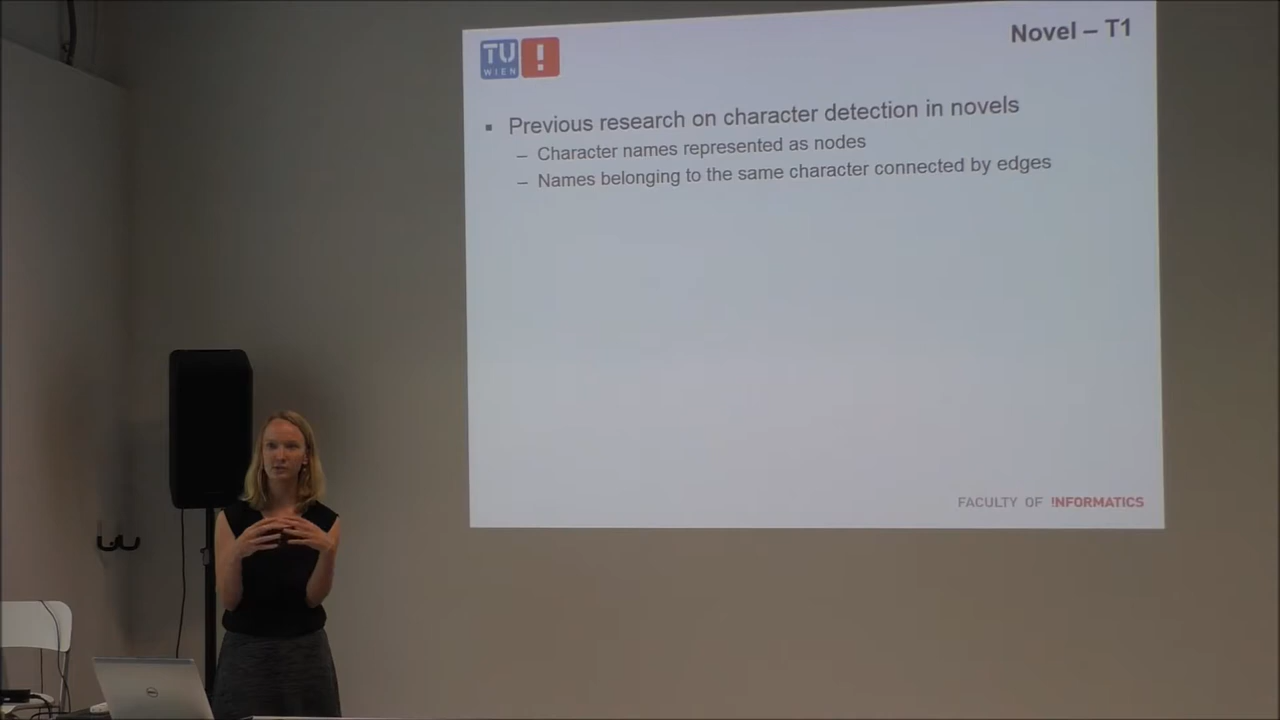 Novel – T1
TU
WIEN
!
▪ Previous research on character detection in novels
– Character names represented as nodes
– Names belonging to the same character connected by edges
FACULTY OF !NFORMATICS
DELL